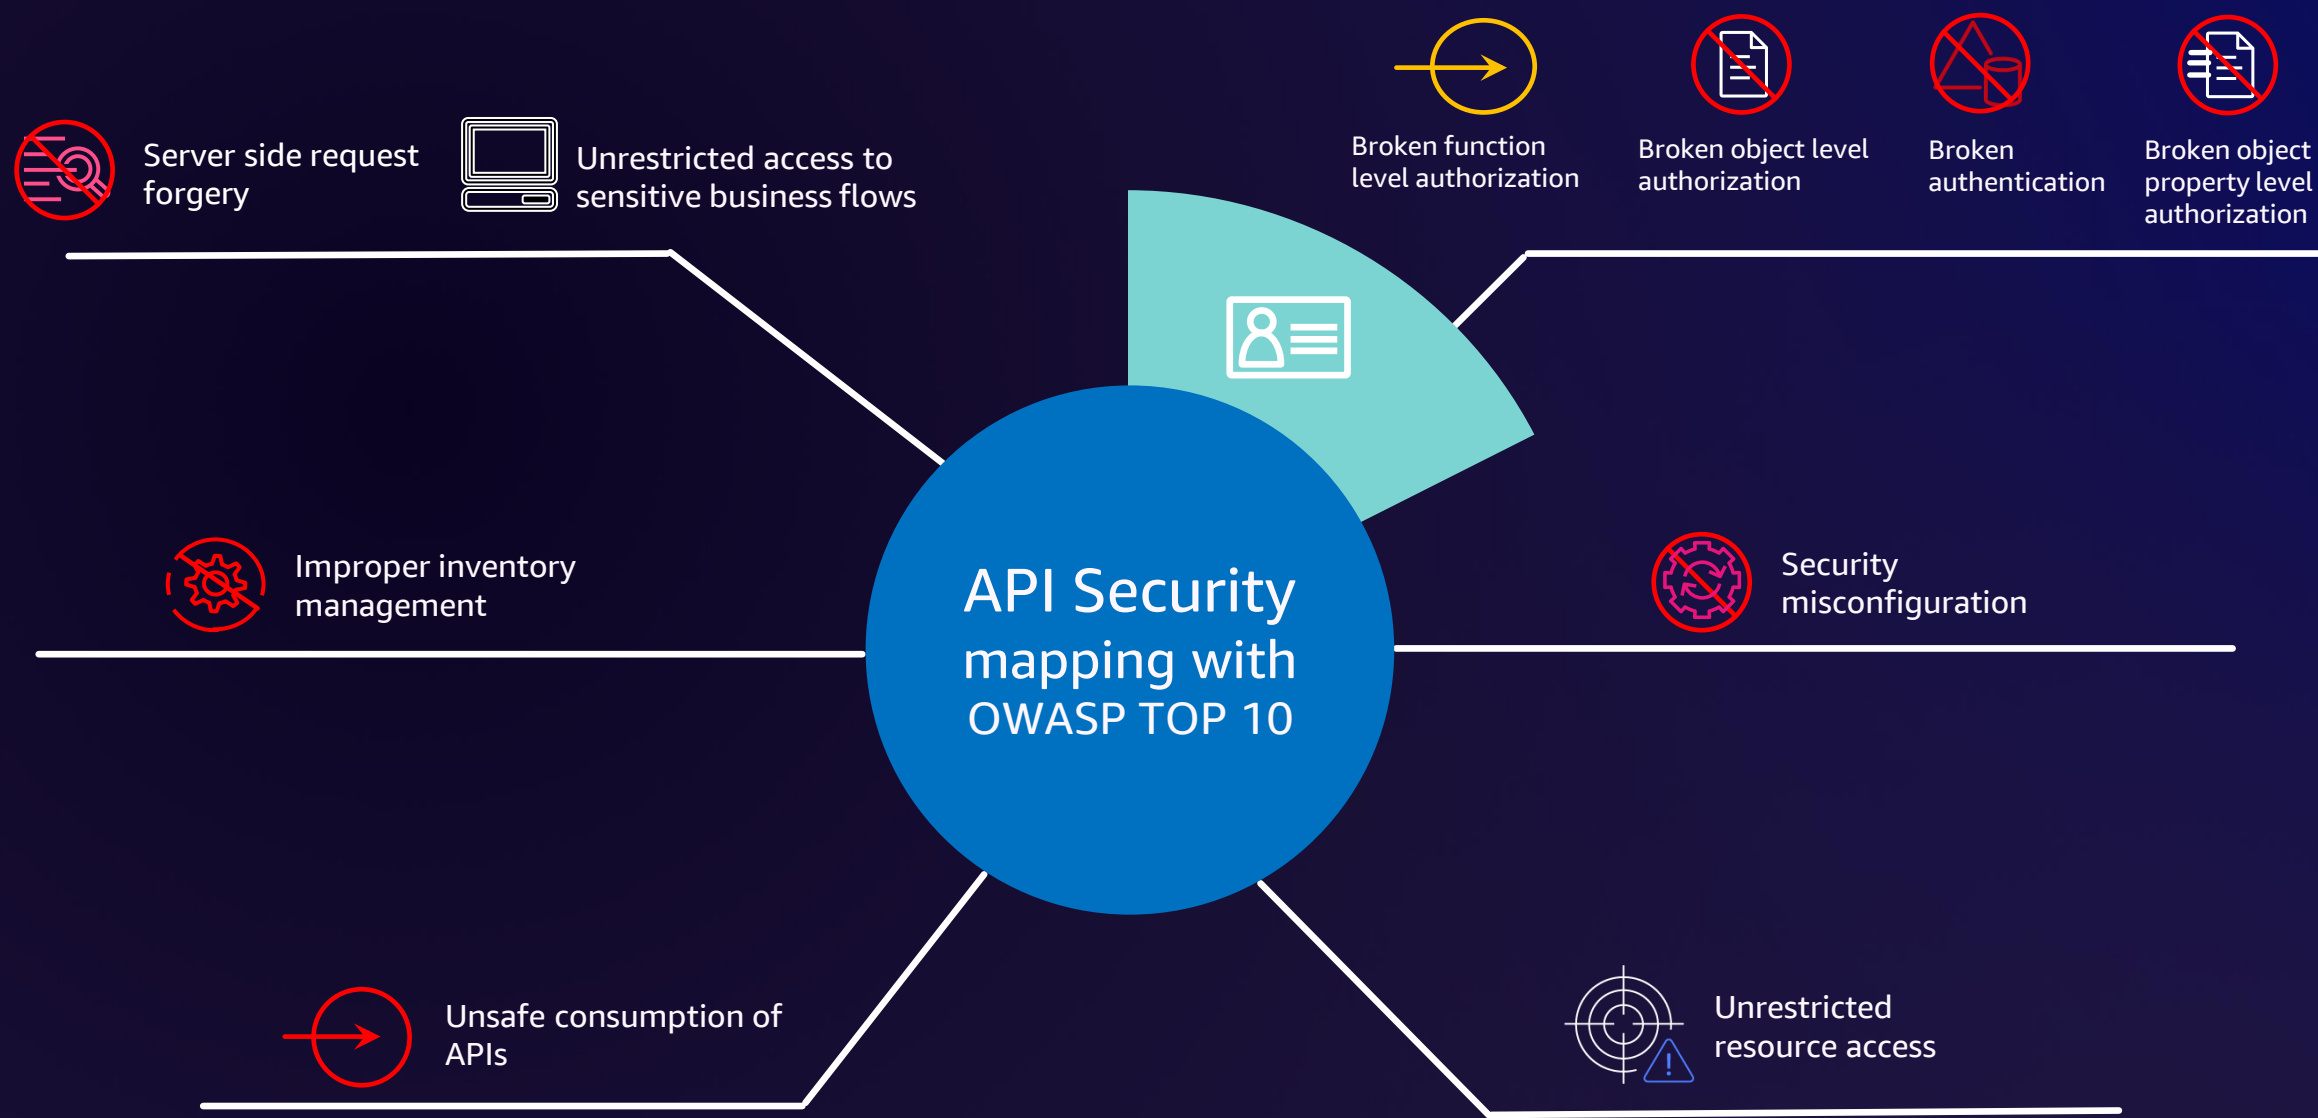 Server side request
forgery
Unrestricted access to
sensitive business flows
Broken function
level authorization
Broken object level
authorization
Broken
authentication
Broken object
property level
authorization
Improper inventory
management
API Security
mapping with
OWASP TOP 10
Security
misconfiguration
Unsafe consumption of
APIs
Unrestricted
resource access